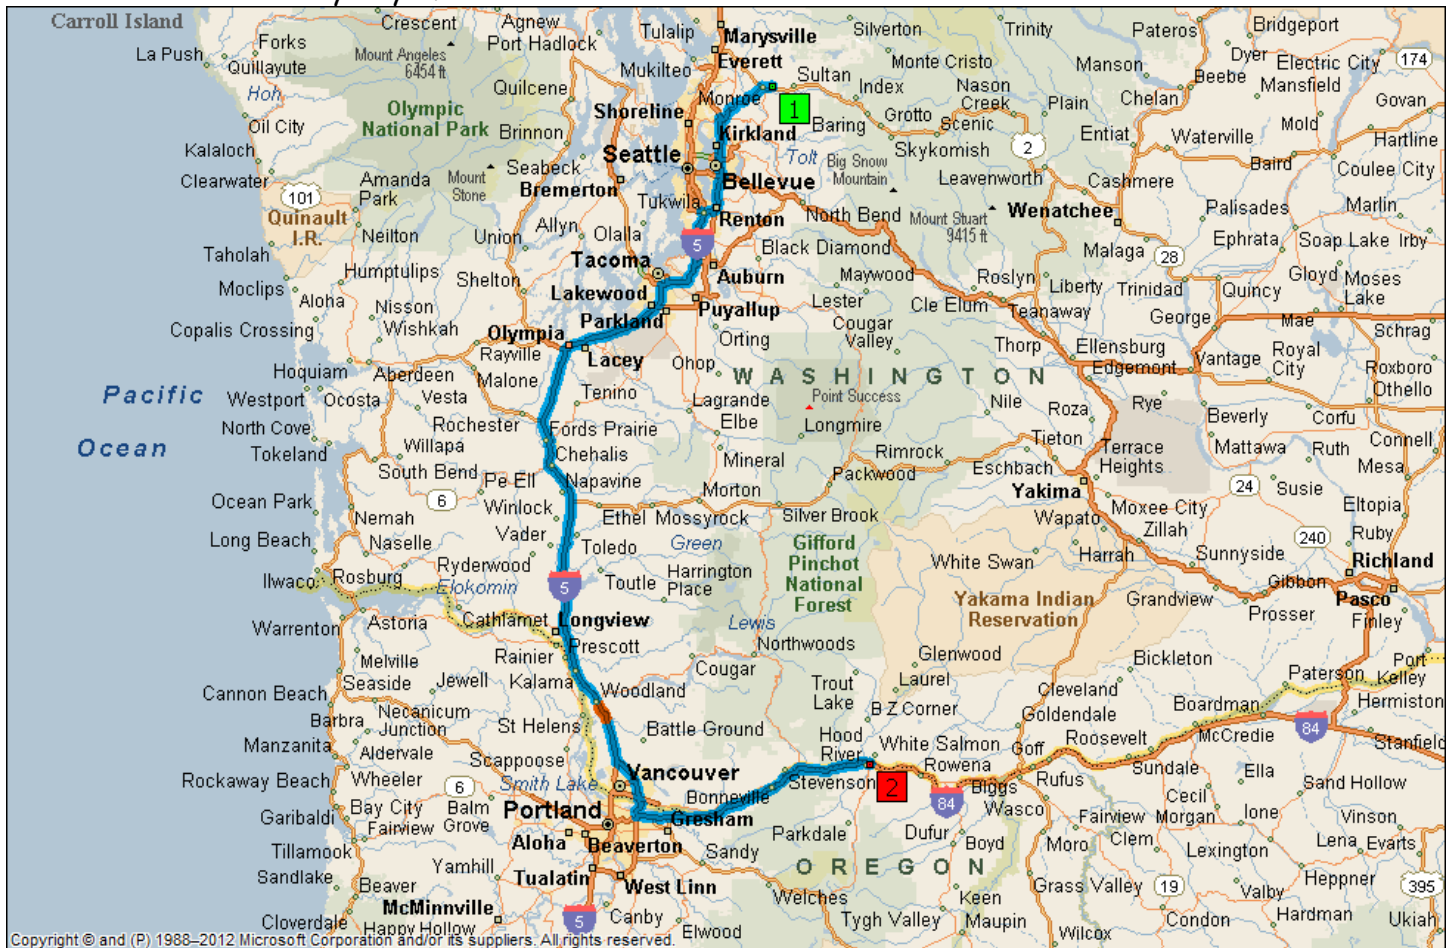 Carroll Island
Crescent
Agnew
Tulalip
Silverton
Trinity
Pateros
Bridgeport
La Push
Forks
Port Hadlock
Marysville
Dyer
Electric City
174
Quillayute
Mount Angeles
6454 ft
Mukilteo
Everett
Monte Cristo
Manson
Beebe
Mansfield
Hoh
Quilcene
Sultan
Index
Nason
Creek
Plain
Chelan
Govan
Olympic
National Park
Shoreline
Monroe
1
Baring
Grotto
Scenic
Entiat
Waterville
Mold
Hartline
Oil City
Brinnon
Kirkland
Skykomish
2
Kalaloch
Seattle
Tolt
Big Snow
Mountain
Leavenworth
Cashmere
Baird
Coulee City
Clearwater
Amanda
Park
Mount
Stone
Seabeck
Bremerton
Bellevue
101
Quinault
I.R.
Tukwila
Renton
North Bend
Mount Stuart
9415 ft
Wenatchee
Palisades
Marlin
Neilton
Allyn
Union
Olalla
5
Black Diamond
Malaga
28
Ephrata
Soap Lake
Irby
Taholah
Humptulips
Shelton
Tacoma
Auburn
Maywood
Roslyn
Liberty
Trinidad
Quincy
Gloyd
Moses
Lake
Moclips
Aloha
Nisson
Lakewood
Puyallup
Lester
Cle Elum
Teanaway
George
Mae
Schrag
Copalis Crossing
Wishkah
Olympia
Parkland
Orting
Cougar
Valley
Thorp
Ellensburg
Rayville
Lacey
Ohop
Edgemont
Vantage
Royal
City
Roxboro
Hoquiam
Aberdeen
Malone
WASHINGTON
Othello
Pacific
Ocean
Westport
Ocosta
Vesta
Tenino
Lagrande
Point Success
Nile
Roza
Rye
Beverly
Corfu
North Cove
Rochester
Fords Prairie
Elbe
Longmire
Tokeland
Willapa
Chehalis
Rimrock
Tieton
Terrace
Heights
Mattawa
Ruth
Connell
South Bend
Mineral
Packwood
Eschbach
Mesa
Pe Ell
Napavine
Yakima
24
Susie
Ocean Park
6
Winlock
Morton
Moxee City
Eltopia
Nemah
Ethel
Mossyrock
Silver Brook
Wapato
Zillah
Long Beach
Naselle
Vader
Toledo
Green
Gifford
Pinchot
National
Forest
White Swan
Harrah
Sunnyside
240
Ruby
Richland
Ilwaco
Rosburg
Ryderwood
Elokomin
5
Toutle
Harrington
Place
Gibbon
Yakama Indian
Reservation
Grandview
Prosser
Pasco
Finley
Warrenton
Astoria
Cathlamet
Longview
Lewis
Northwoods
Prescott
Rainier
Glenwood
Bickleton
Melville
Cougar
Paterson
Port
Kelley
Cannon Beach
Seaside
Jewell
Kalama
Woodland
Trout
Lake
Laurel
Cleveland
Boardman
Hermiston
Barbra
Necanicum
Junction
St Helens
Battle Ground
B Z Corner
Goldendale
Manzanita
Aldervale
Scappoose
Hood
River
White Salmon
Goff
Roosevelt
McCredie
84
Stanfield
Rockaway Beach
Wheeler
6
Smith Lake
Vancouver
Stevenson
2
Rowena
84
Biggs
Rufus
Sundale
Ella
Sand Hollow
Bonneville
Wasco
Cecil
Garibaldi
Bay City
Balm
Grove
Portland
Gresham
Fairview
Morgan
Ione
Vinson
Fairview
Aloha
Beaverton
Parkdale
Dufur
Boyd
Moro
Clem
Lexington
Lena
Evarts
Tillamook
Sandy
Sandlake
Yamhill
Tualatin
West Linn
OREGON
Heppner
Beaver
Welches
Keen
Grass Valley
19
Valby
395
McMinnville
Cloverdale
Happy Hollow
5
Canby
Elwood
Tygh Valley
Maupin
Wilcox
Condon
Hardman
Ukiah
Copyright © and (P) 1988–2012 Microsoft Corporation and/or its suppliers. All rights reserved.